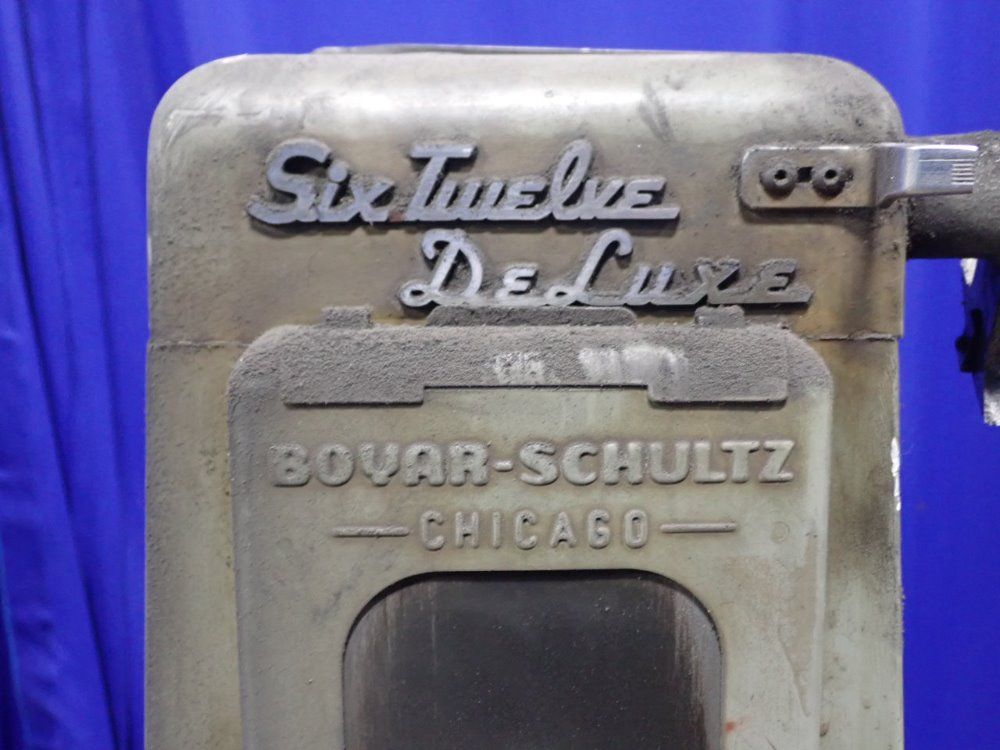 Six Twelve
DeLuxe
BOYAR-SCHULTZ
CHICAGO